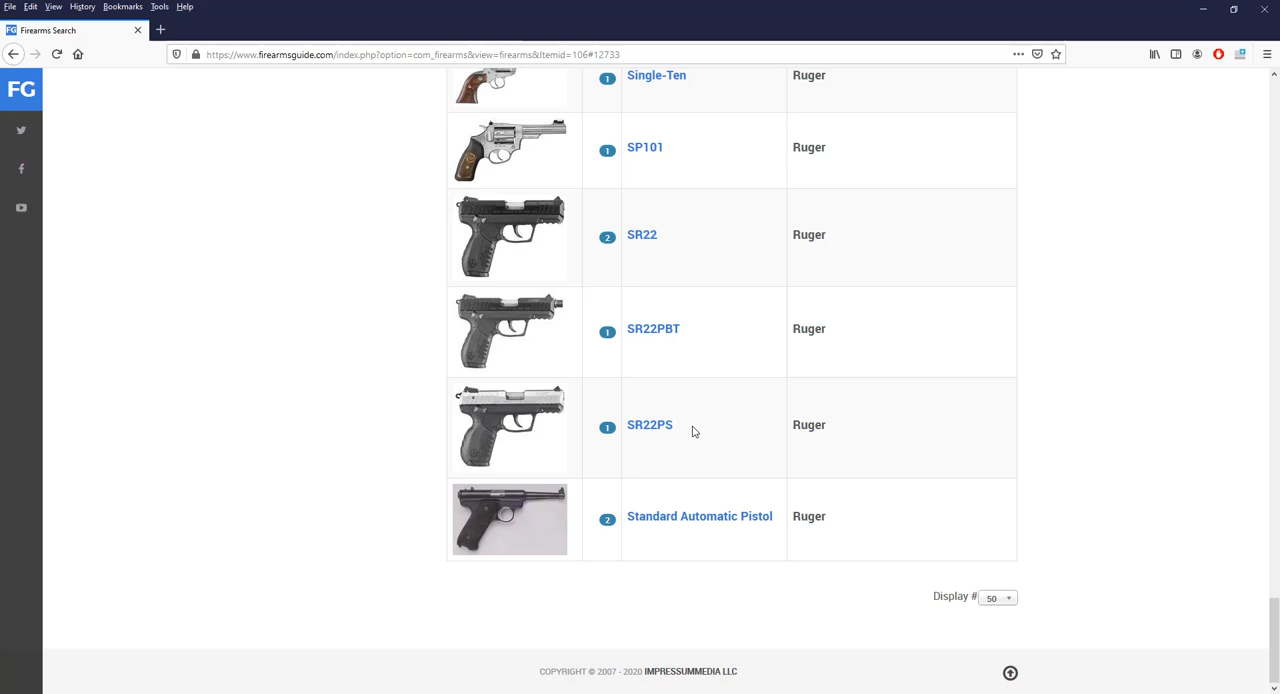 File Edit View History Bookmarks Tools Help
FG Firearms Search
https://www.firearmsguide.com/index.php?option=com_firearms&view=firearms&Itemid=106#12733
FG
1 Single-Ten Ruger
1 SP101 Ruger
2 SR22 Ruger
1 SR22PBT Ruger
1 SR22PS Ruger
2 Standard Automatic Pistol Ruger
Display # 50
COPYRIGHT © 2007 - 2020 IMPRESSUMMEDIA LLC